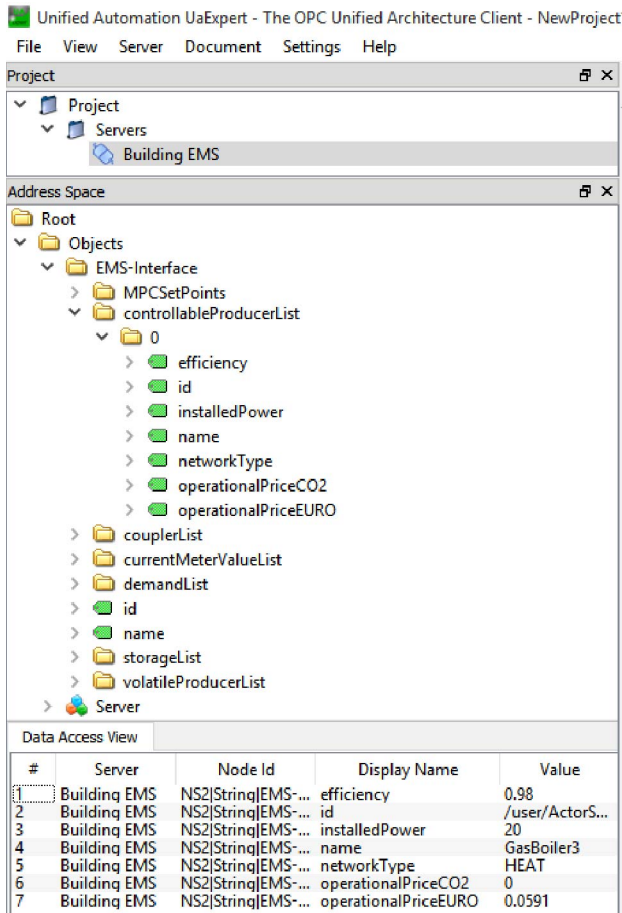 Unified Automation UaExpert - The OPC Unified Architecture Client - NewProject
File View Server Document Settings Help
Project
Project
Servers
Building EMS
Address Space
Root
Objects
EMS-Interface
MPCSetPoints
controllableProducerList
0
efficiency
id
installedPower
name
networkType
operationalPriceCO2
operationalPriceEURO
couplerList
currentMeterValueList
demandList
id
name
storageList
volatileProducerList
Server
Data Access View
# Server Node Id Display Name Value
1 Building EMS NS2|String|EMS-... efficiency 0.98
2 Building EMS NS2|String|EMS-... id /user/ActorS...
3 Building EMS NS2|String|EMS-... installedPower 20
4 Building EMS NS2|String|EMS-... name GasBoiler3
5 Building EMS NS2|String|EMS-... networkType HEAT
6 Building EMS NS2|String|EMS-... operationalPriceCO2 0
7 Building EMS NS2|String|EMS-... operationalPriceEURO 0.0591